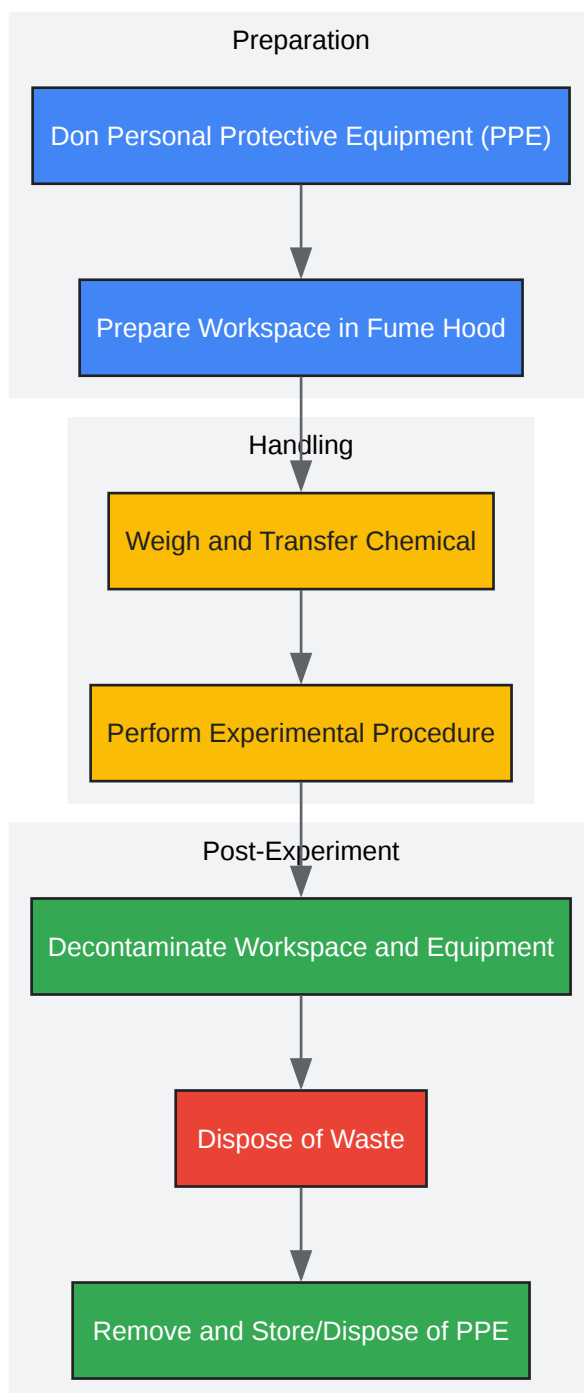 Preparation
Don Personal Protective Equipment (PPE)
Prepare Workspace in Fume Hood
Handling
Weigh and Transfer Chemical
Perform Experimental Procedure
Post-Experiment
Decontaminate Workspace and Equipment
Dispose of Waste
Remove and Store/Dispose of PPE